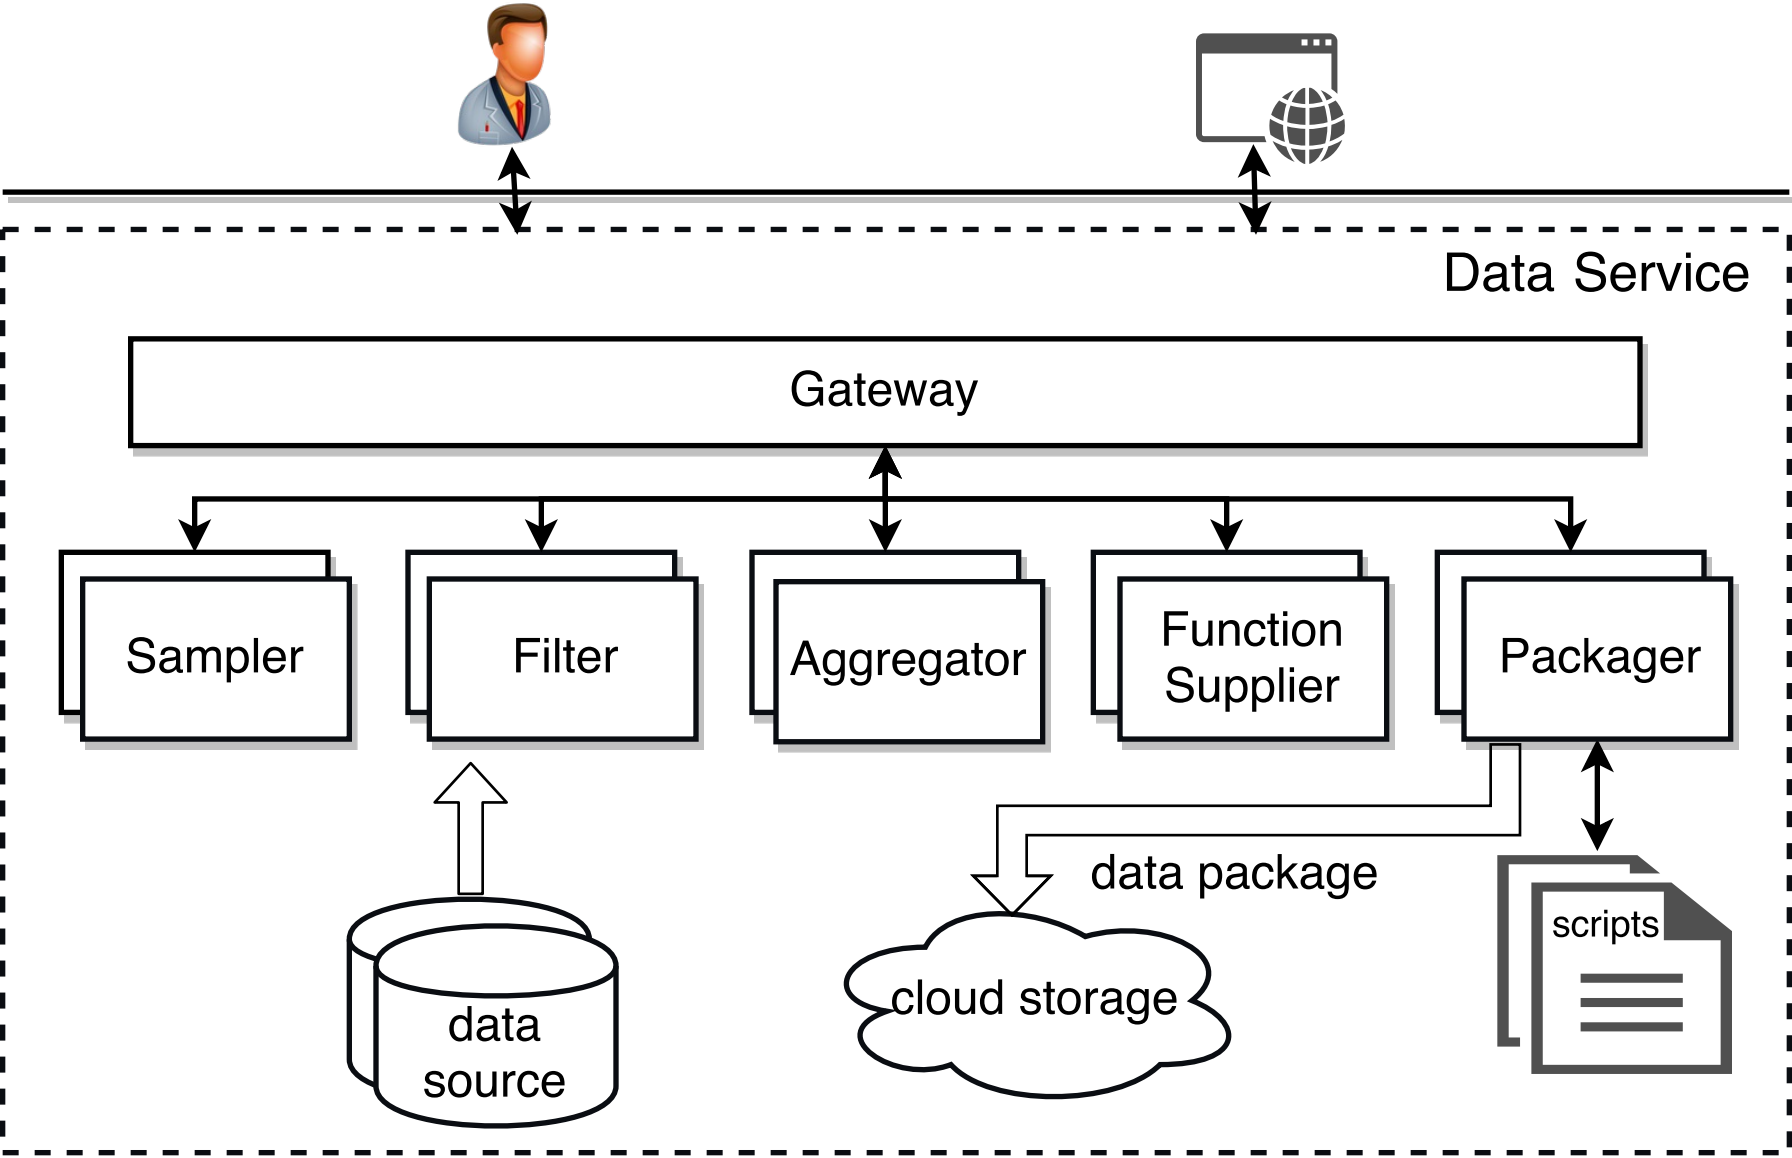 Data Service
Gateway
Sampler
Filter
Aggregator
Function
Supplier
Packager
data package
scripts
cloud storage
data
source